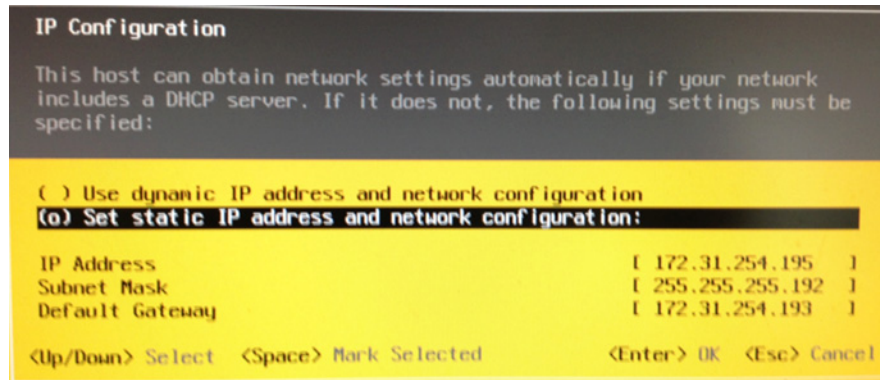 IP Configuration
This host can obtain network settings automatically if your network
includes a DHCP server. If it does not, the following settings must be
specified:
( ) Use dynamic IP address and network configuration
(o) Set static IP address and network configuration:
IP Address [ 172.31.254.195 ]
Subnet Mask [ 255.255.255.192 ]
Default Gateway [ 172.31.254.193 ]
<Up/Down> Select <Space> Mark Selected <Enter> OK <Esc> Cancel